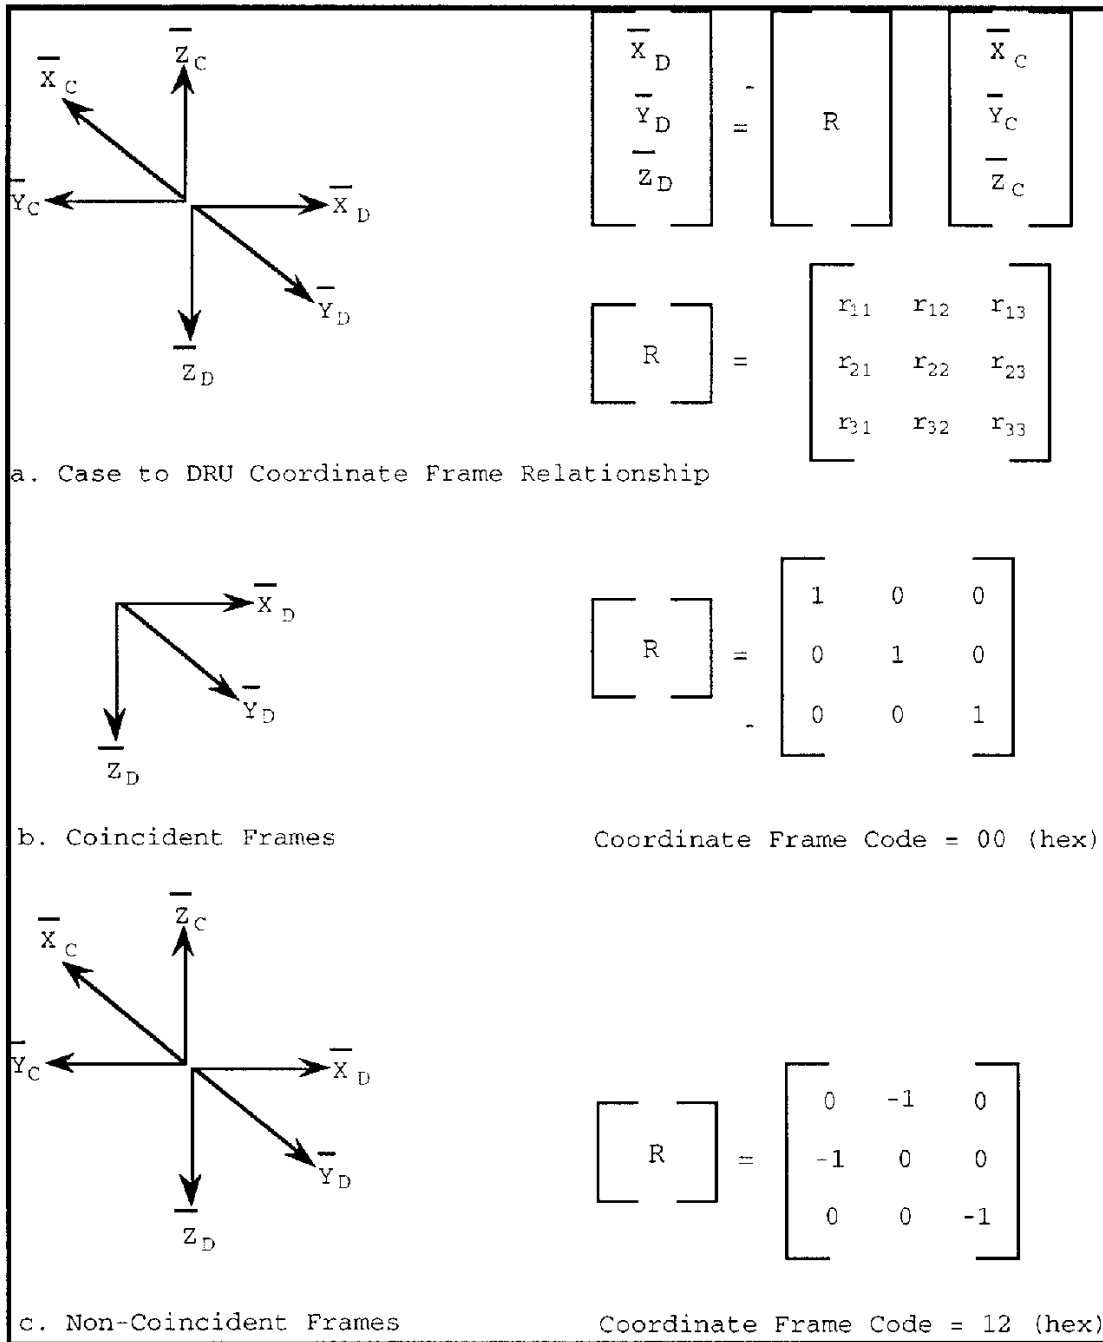 Z̅C
X̅C
Y̅C
X̅D
Y̅D
Z̅D
X̅D
Y̅D = R
Z̅D
X̅C
Y̅C
Z̅C
R =
r11 r12 r13
r21 r22 r23
r31 r32 r33
a. Case to DRU Coordinate Frame Relationship
X̅D
Y̅D
Z̅D
R =
1 0 0
0 1 0
0 0 1
b. Coincident Frames
Coordinate Frame Code = 00 (hex)
Z̅C
X̅C
Y̅C
X̅D
Y̅D
Z̅D
R =
0 -1 0
-1 0 0
0 0 -1
c. Non-Coincident Frames
Coordinate Frame Code = 12 (hex)